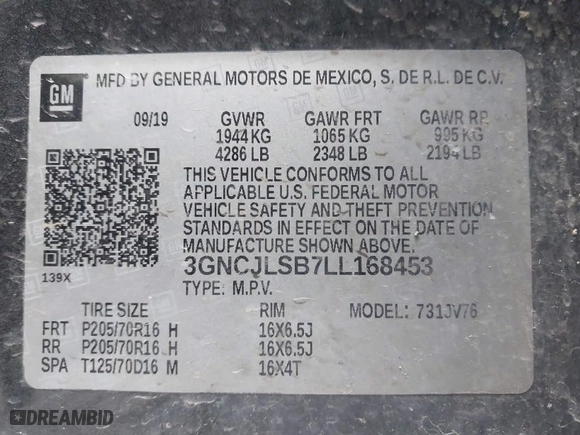 GM
MFD BY GENERAL MOTORS DE MEXICO, S. DE R.L. DE C.V.
09/19 GVWR GAWR FRT GAWR RR
1944 KG 1065 KG 995 KG
4286 LB 2348 LB 2194 LB
THIS VEHICLE CONFORMS TO ALL
APPLICABLE U.S. FEDERAL MOTOR
VEHICLE SAFETY AND THEFT PREVENTION
STANDARDS IN EFFECT ON THE DATE OF
MANUFACTURE SHOWN ABOVE.
3GNCJLSB7LL168453
139X TYPE: M.P.V.
TIRE SIZE RIM MODEL: 731JV76
FRT P205/70R16 H 16X6.5J
RR P205/70R16 H 16X6.5J
SPA T125/70D16 M 16X4T
DREAMBID